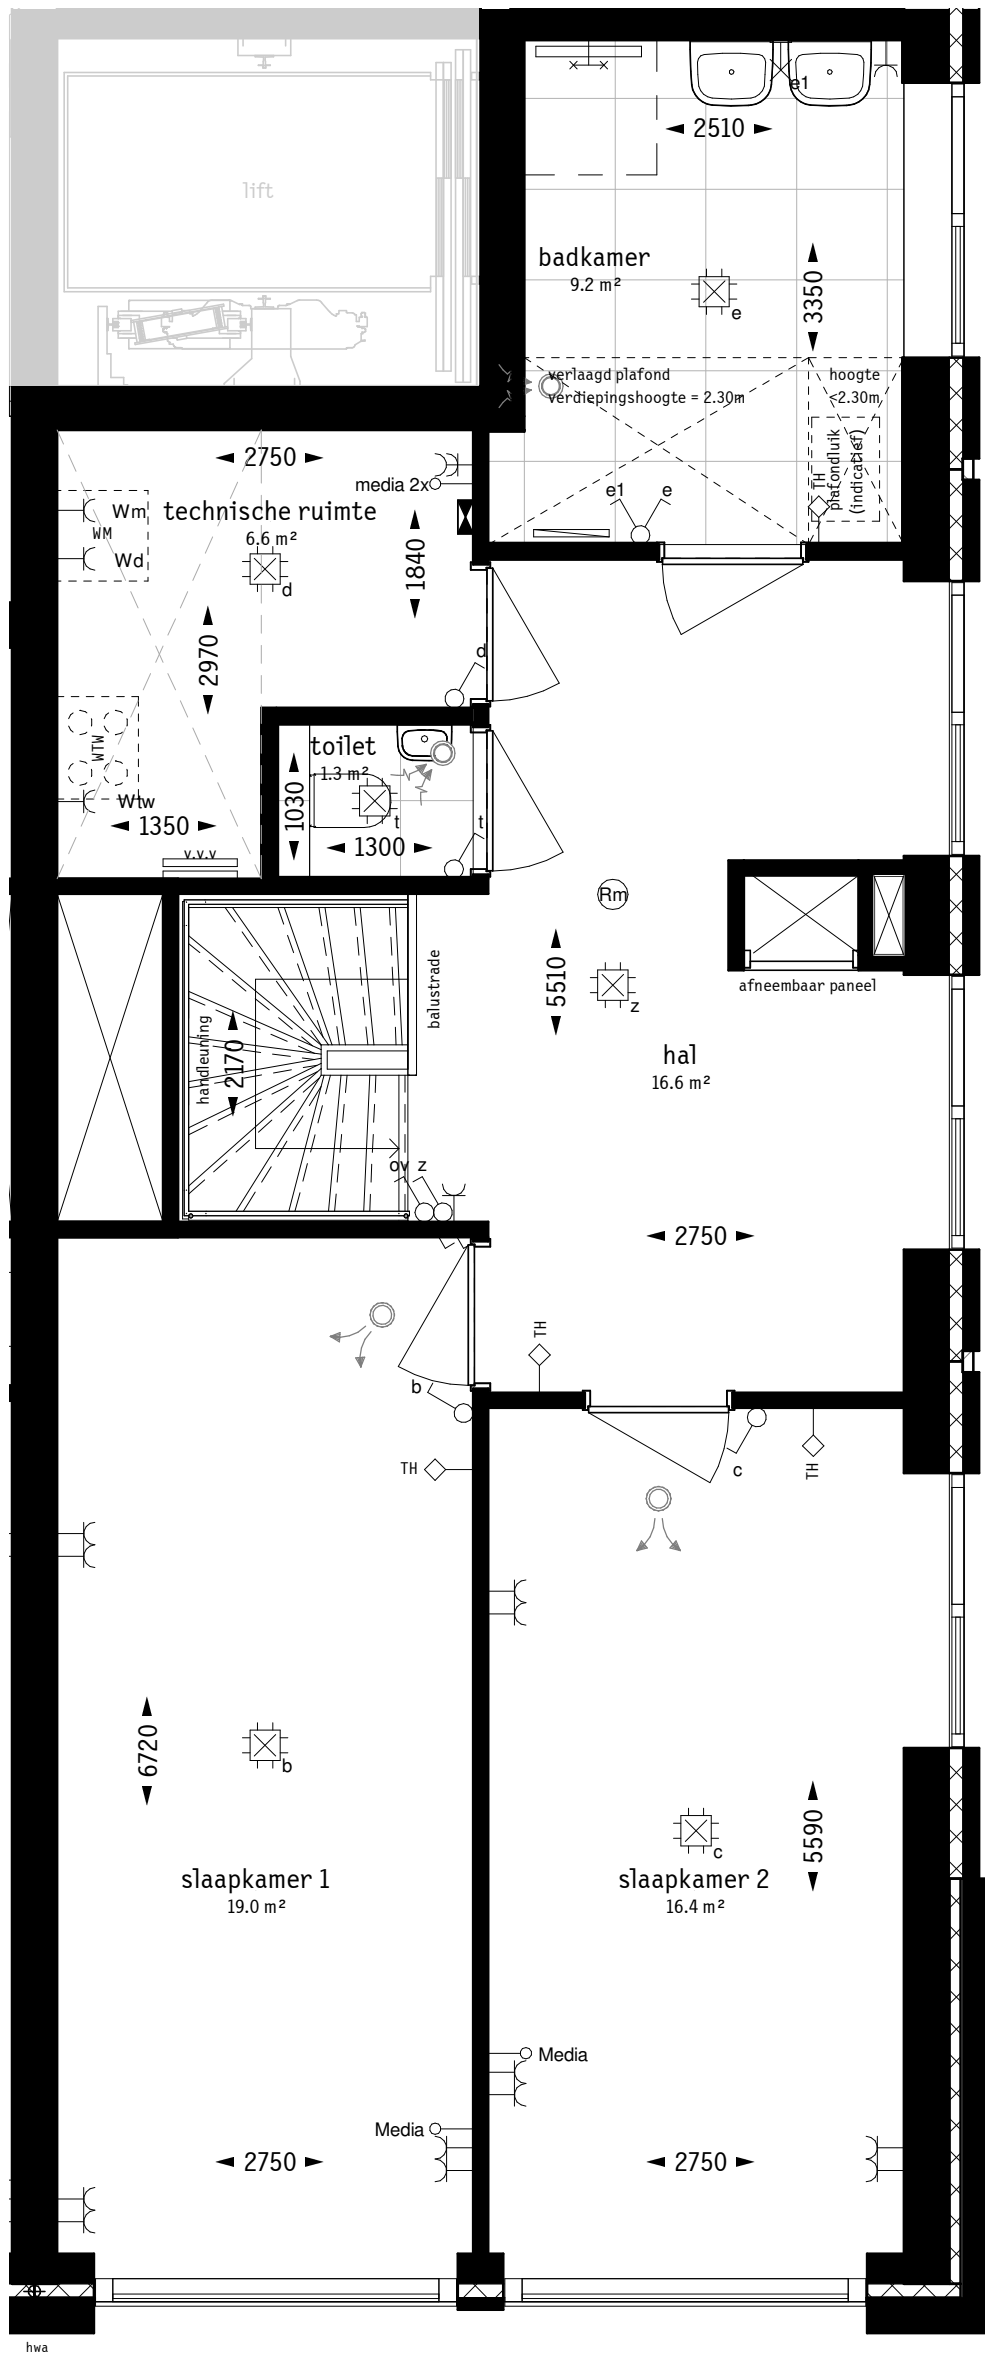 lift
e1
2510
badkamer
9.2 m²
e
3350
verlaagd plafond
verdiepingshoogte = 2.30m
hoogte
<2.30m
plafondluik
(indicatief)
TH
e1
e
2750
media 2x
technische ruimte
6.6 m²
Wm
WM
Wd
d
1840
2970
d
WTW
Wtw
1350
v.v.v
toilet
1.3 m²
1030
t
t
1300
Rm
5510
z
afneembaar paneel
balustrade
handleuning
2170
hal
16.6 m²
ov z
2750
TH
b
TH
c
TH
6720
b
c
5590
slaapkamer 1
19.0 m²
slaapkamer 2
16.4 m²
Media
Media
2750
2750
hwa